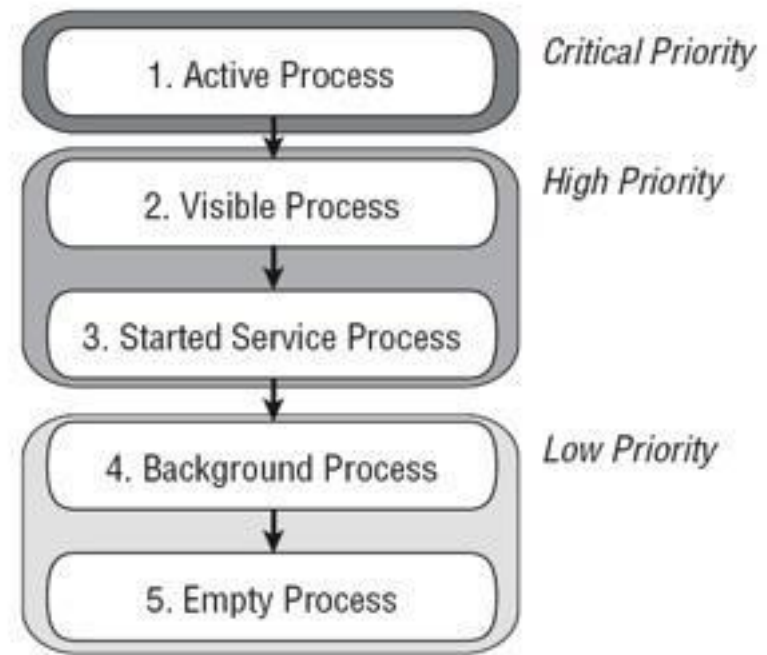 1. Active Process
Critical Priority
2. Visible Process
High Priority
3. Started Service Process
4. Background Process
Low Priority
5. Empty Process